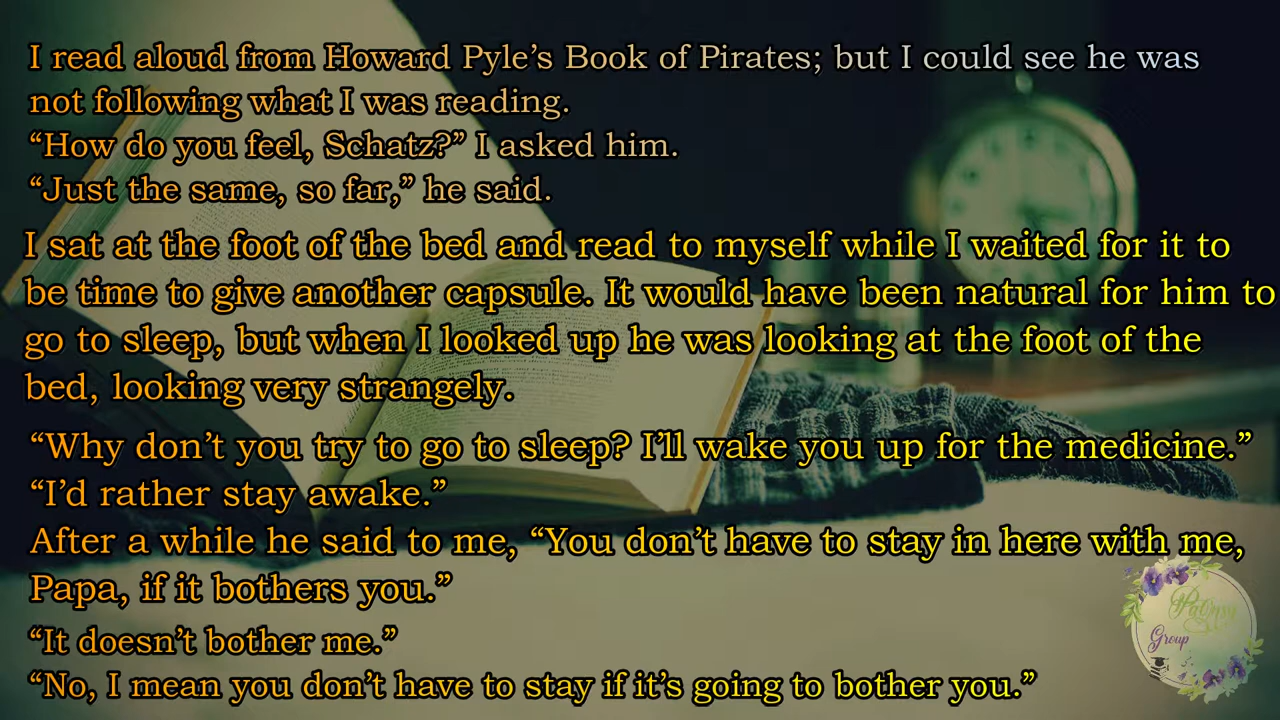 I read aloud from Howard Pyle’s Book of Pirates; but I could see he was
not following what I was reading.
“How do you feel, Schatz?” I asked him.
“Just the same, so far,” he said.
I sat at the foot of the bed and read to myself while I waited for it to
be time to give another capsule. It would have been natural for him to
go to sleep, but when I looked up he was looking at the foot of the
bed, looking very strangely.
“Why don’t you try to go to sleep? I’ll wake you up for the medicine.”
“I’d rather stay awake.”
After a while he said to me, “You don’t have to stay in here with me,
Papa, if it bothers you.”
“It doesn’t bother me.”
“No, I mean you don’t have to stay if it’s going to bother you.”
Group